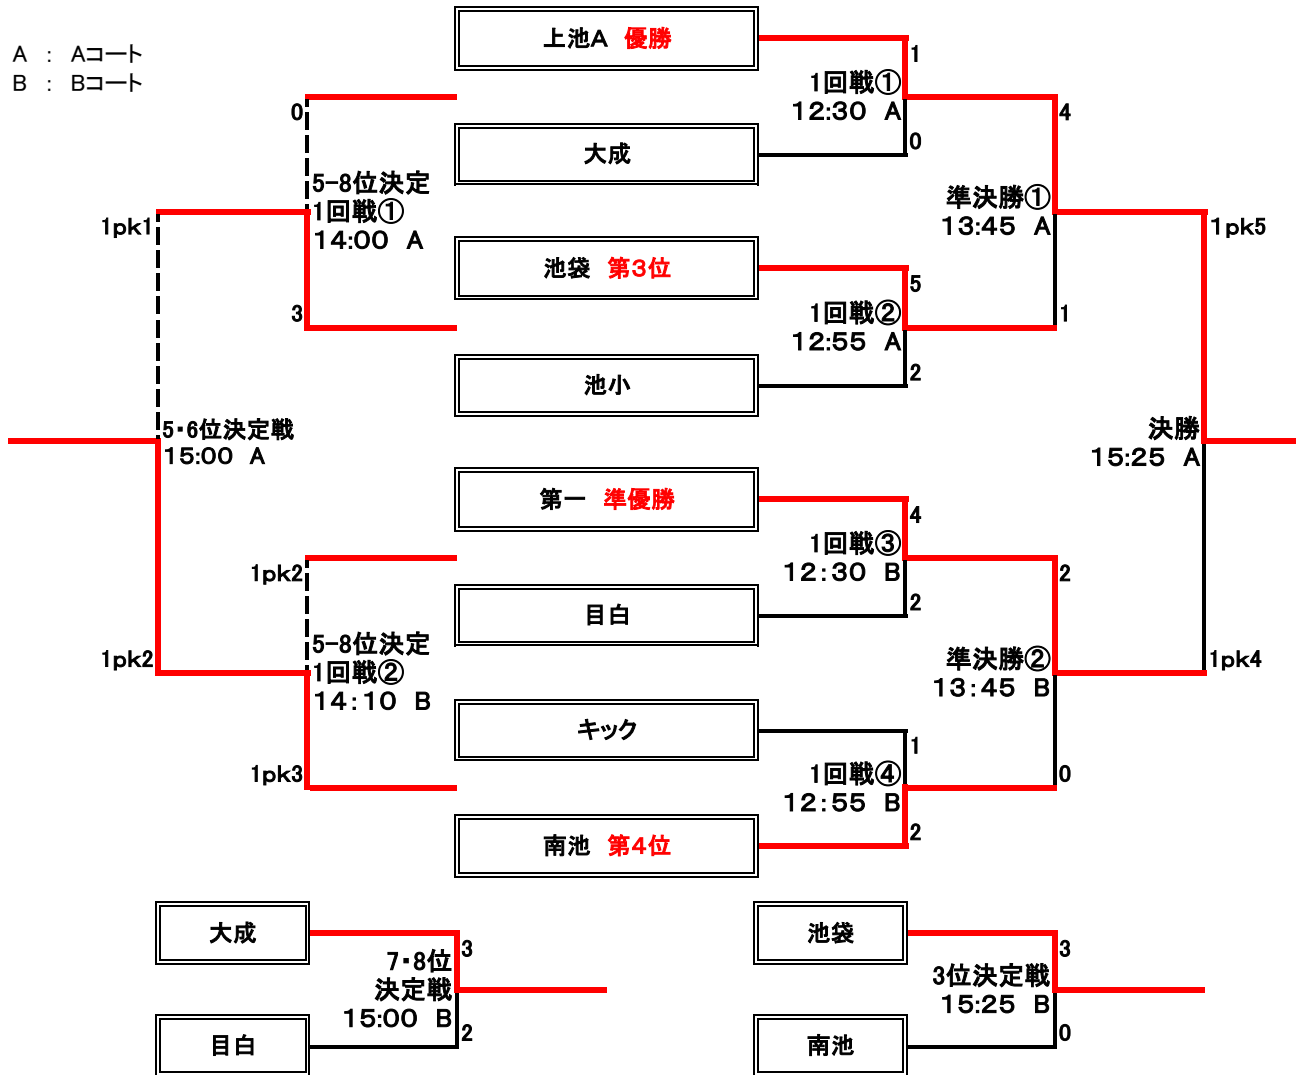 A : Aコート
B : Bコート
上池A 優勝
大成
池袋 第3位
池小
第一 準優勝
目白
キック
南池 第4位
1
1回戦①
12:30 A
0
5
1回戦②
12:55 A
2
4
1回戦③
12:30 B
2
1
1回戦④
12:55 B
2
4
準決勝①
13:45 A
1
2
準決勝②
13:45 B
0
1pk5
決勝
15:25 A
1pk4
0
5-8位決定
1回戦①
14:00 A
3
1pk2
5-8位決定
1回戦②
14:10 B
1pk3
1pk1
5・6位決定戦
15:00 A
1pk2
大成
3
7・8位
決定戦
15:00 B
2
目白
池袋
3
3位決定戦
15:25 B
0
南池